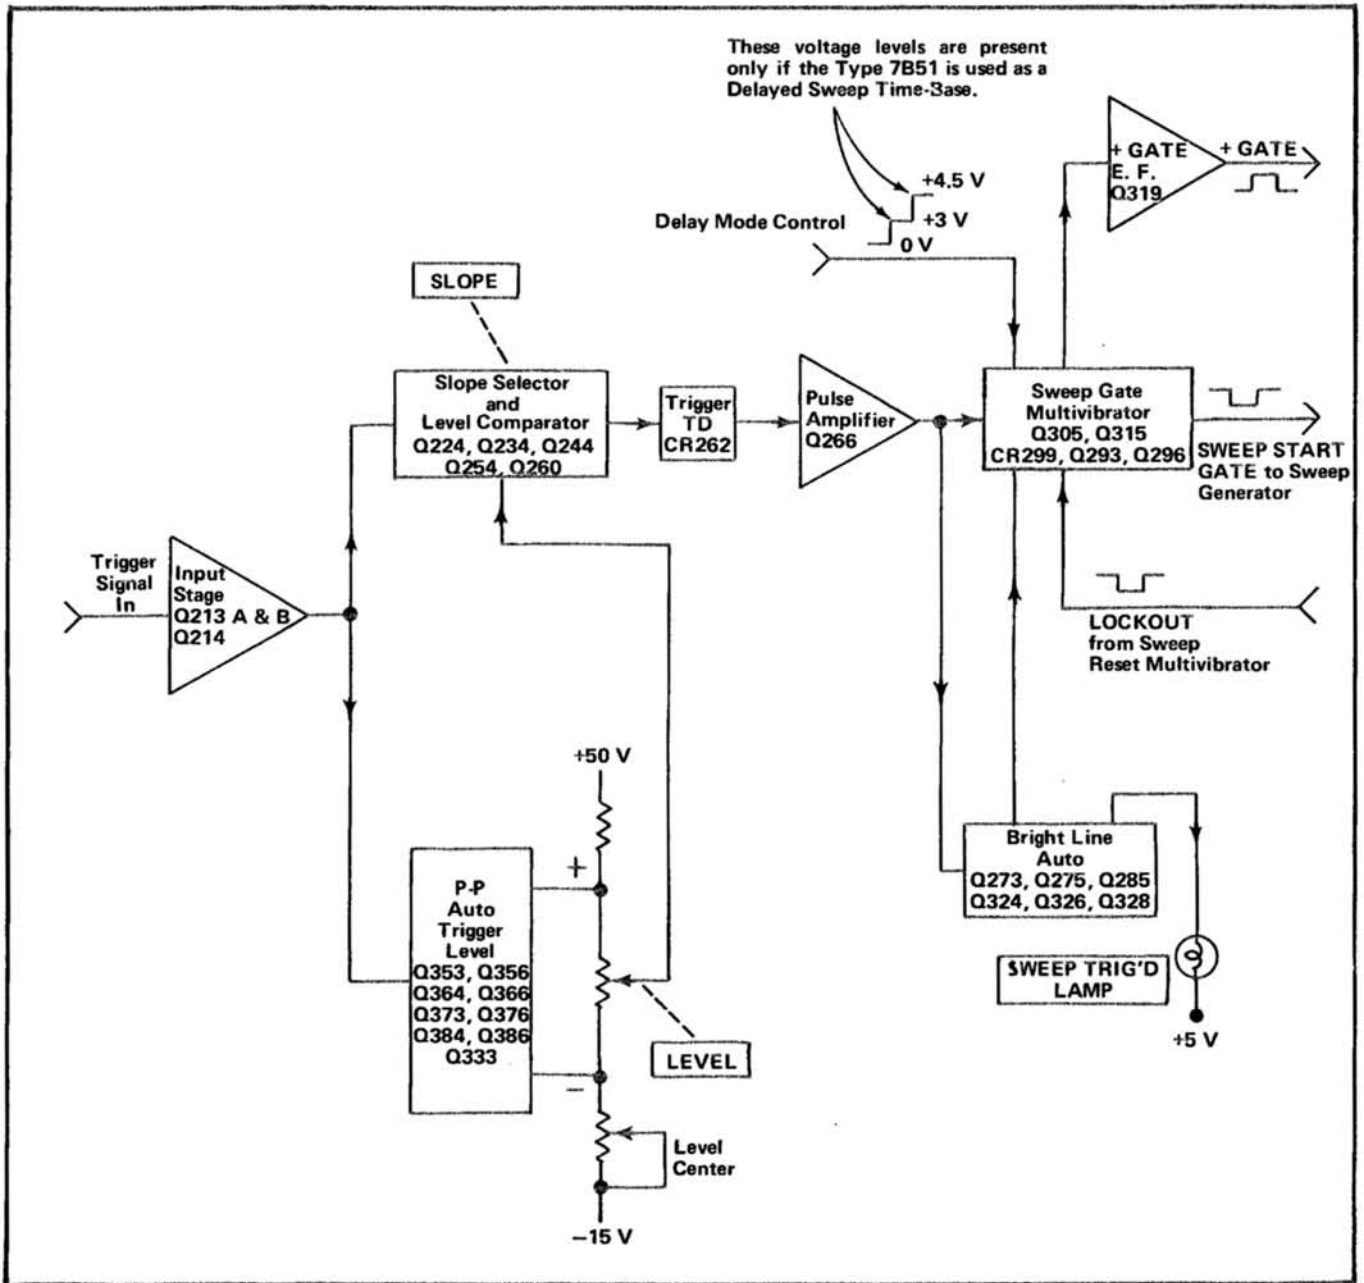 These voltage levels are present
only if the Type 7B51 is used as a
Delayed Sweep Time-Base.
+4.5 V
+3 V
0 V
Delay Mode Control
+ GATE
E. F.
Q319
+ GATE
SLOPE
Slope Selector
and
Level Comparator
Q224, Q234, Q244
Q254, Q260
Trigger
TD
CR262
Pulse
Amplifier
Q266
Sweep Gate
Multivibrator
Q305, Q315
CR299, Q293, Q296
SWEEP START
GATE to Sweep
Generator
Trigger
Signal
In
Input
Stage
Q213 A & B
Q214
LOCKOUT
from Sweep
Reset Multivibrator
+50 V
+
P-P
Auto
Trigger
Level
Q353, Q356
Q364, Q366
Q373, Q376
Q384, Q386
Q333
−
LEVEL
Level
Center
−15 V
Bright Line
Auto
Q273, Q275, Q285
Q324, Q326, Q328
SWEEP TRIG'D
LAMP
+5 V